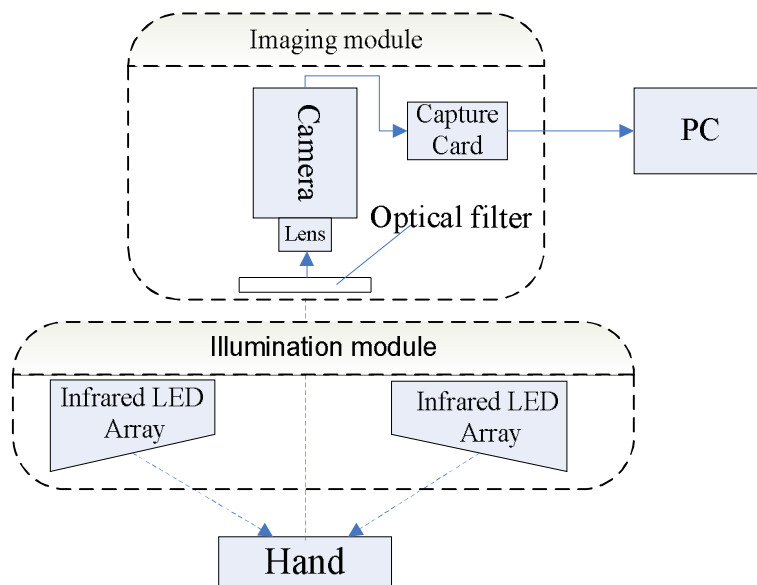 Imaging module
Camera
Capture
Card
PC
Lens
Optical filter
Illumination module
Infrared LED
Array
Infrared LED
Array
Hand